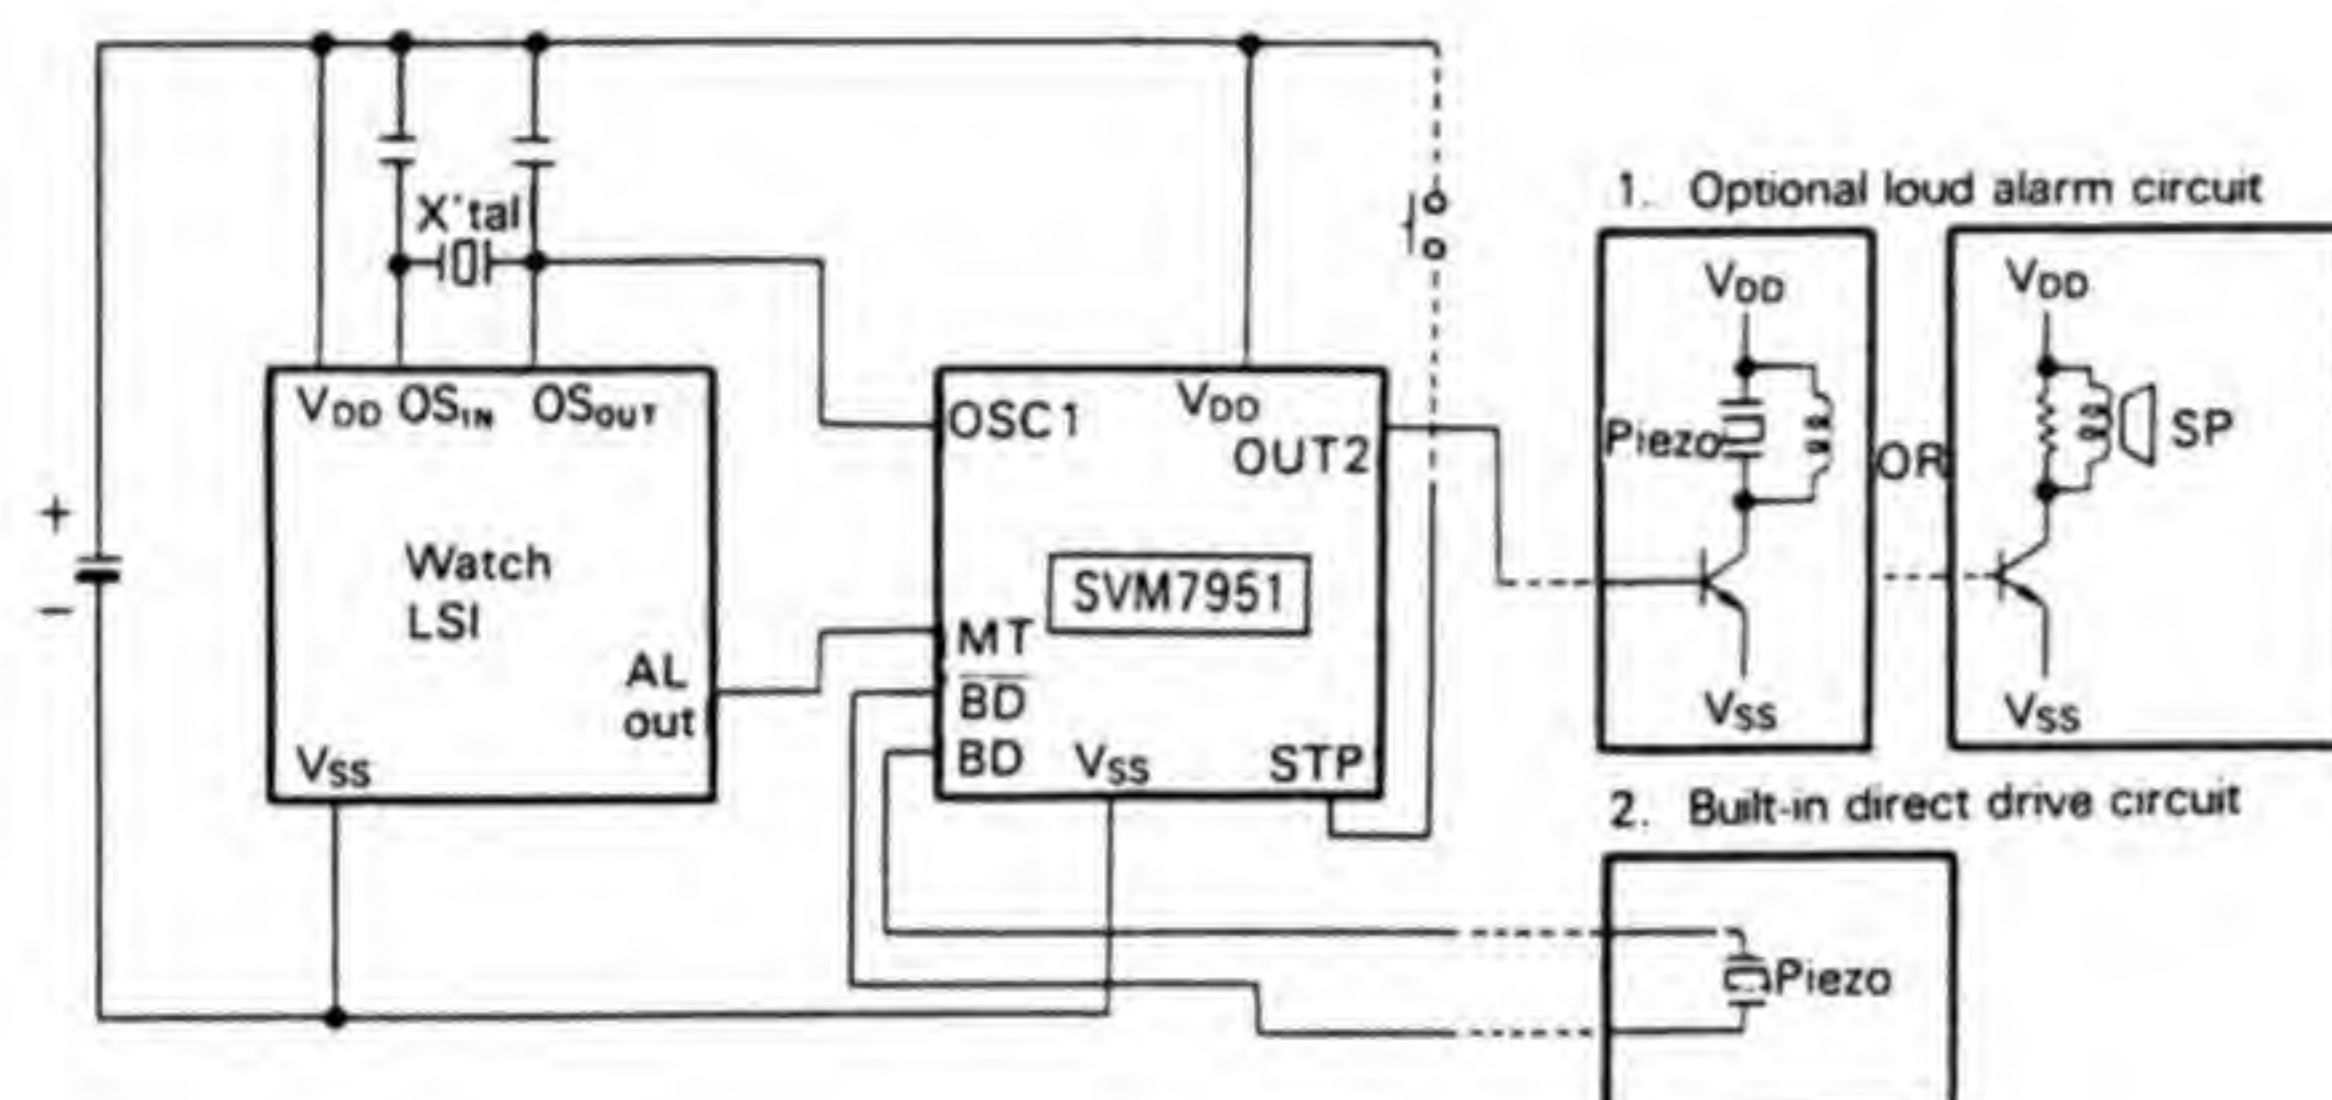 X'tal
VDD OSIN OSOUT
Watch
LSI
AL
out
VSS
+
−
OSC1
VDD
OUT2
SVM7951
MT
B̅D̅
BD
VSS
STP
1. Optional loud alarm circuit
VDD
Piezo
VSS
OR
VDD
SP
VSS
2. Built-in direct drive circuit
Piezo